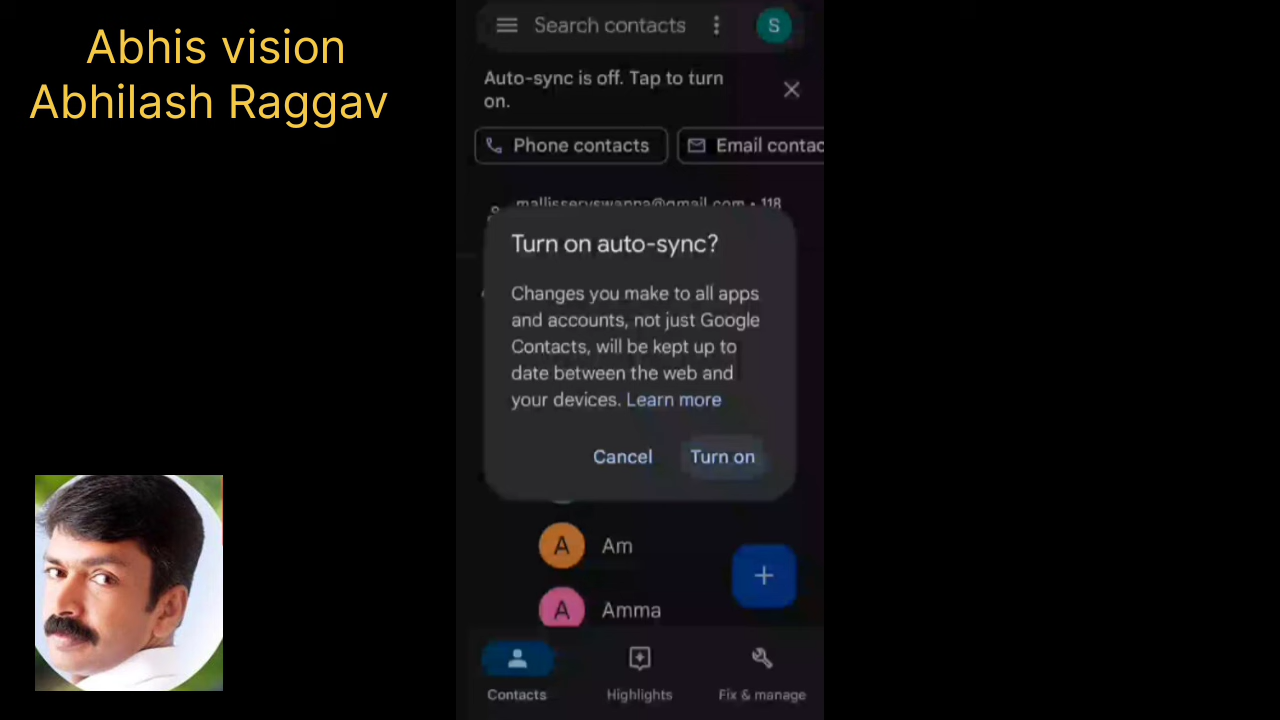 Abhis vision
Abhilash Raggav
Search contacts
S
Auto-sync is off. Tap to turn
on.
Phone contacts
Email contac
118
Turn on auto-sync?
Changes you make to all apps
and accounts, not just Google
Contacts, will be kept up to
date between the web and
your devices. Learn more
Cancel Turn on
A Am
A Amma
Contacts Highlights Fix & manage